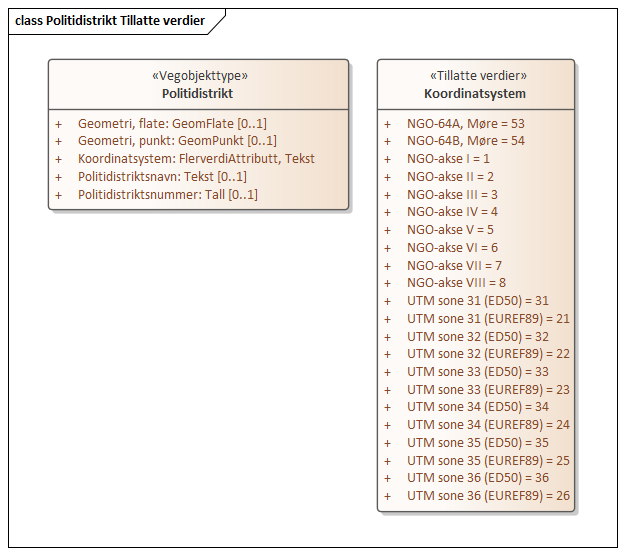 class Politidistrikt Tillatte verdier
«Vegobjekttype»
Politidistrikt
+ Geometri, flate: GeomFlate [0..1]
+ Geometri, punkt: GeomPunkt [0..1]
+ Koordinatsystem: FlerverdiAttributt, Tekst
+ Politidistriktsnavn: Tekst [0..1]
+ Politidistriktsnummer: Tall [0..1]
«Tillatte verdier»
Koordinatsystem
+ NGO-64A, Møre = 53
+ NGO-64B, Møre = 54
+ NGO-akse I = 1
+ NGO-akse II = 2
+ NGO-akse III = 3
+ NGO-akse IV = 4
+ NGO-akse V = 5
+ NGO-akse VI = 6
+ NGO-akse VII = 7
+ NGO-akse VIII = 8
+ UTM sone 31 (ED50) = 31
+ UTM sone 31 (EUREF89) = 21
+ UTM sone 32 (ED50) = 32
+ UTM sone 32 (EUREF89) = 22
+ UTM sone 33 (ED50) = 33
+ UTM sone 33 (EUREF89) = 23
+ UTM sone 34 (ED50) = 34
+ UTM sone 34 (EUREF89) = 24
+ UTM sone 35 (ED50) = 35
+ UTM sone 35 (EUREF89) = 25
+ UTM sone 36 (ED50) = 36
+ UTM sone 36 (EUREF89) = 26